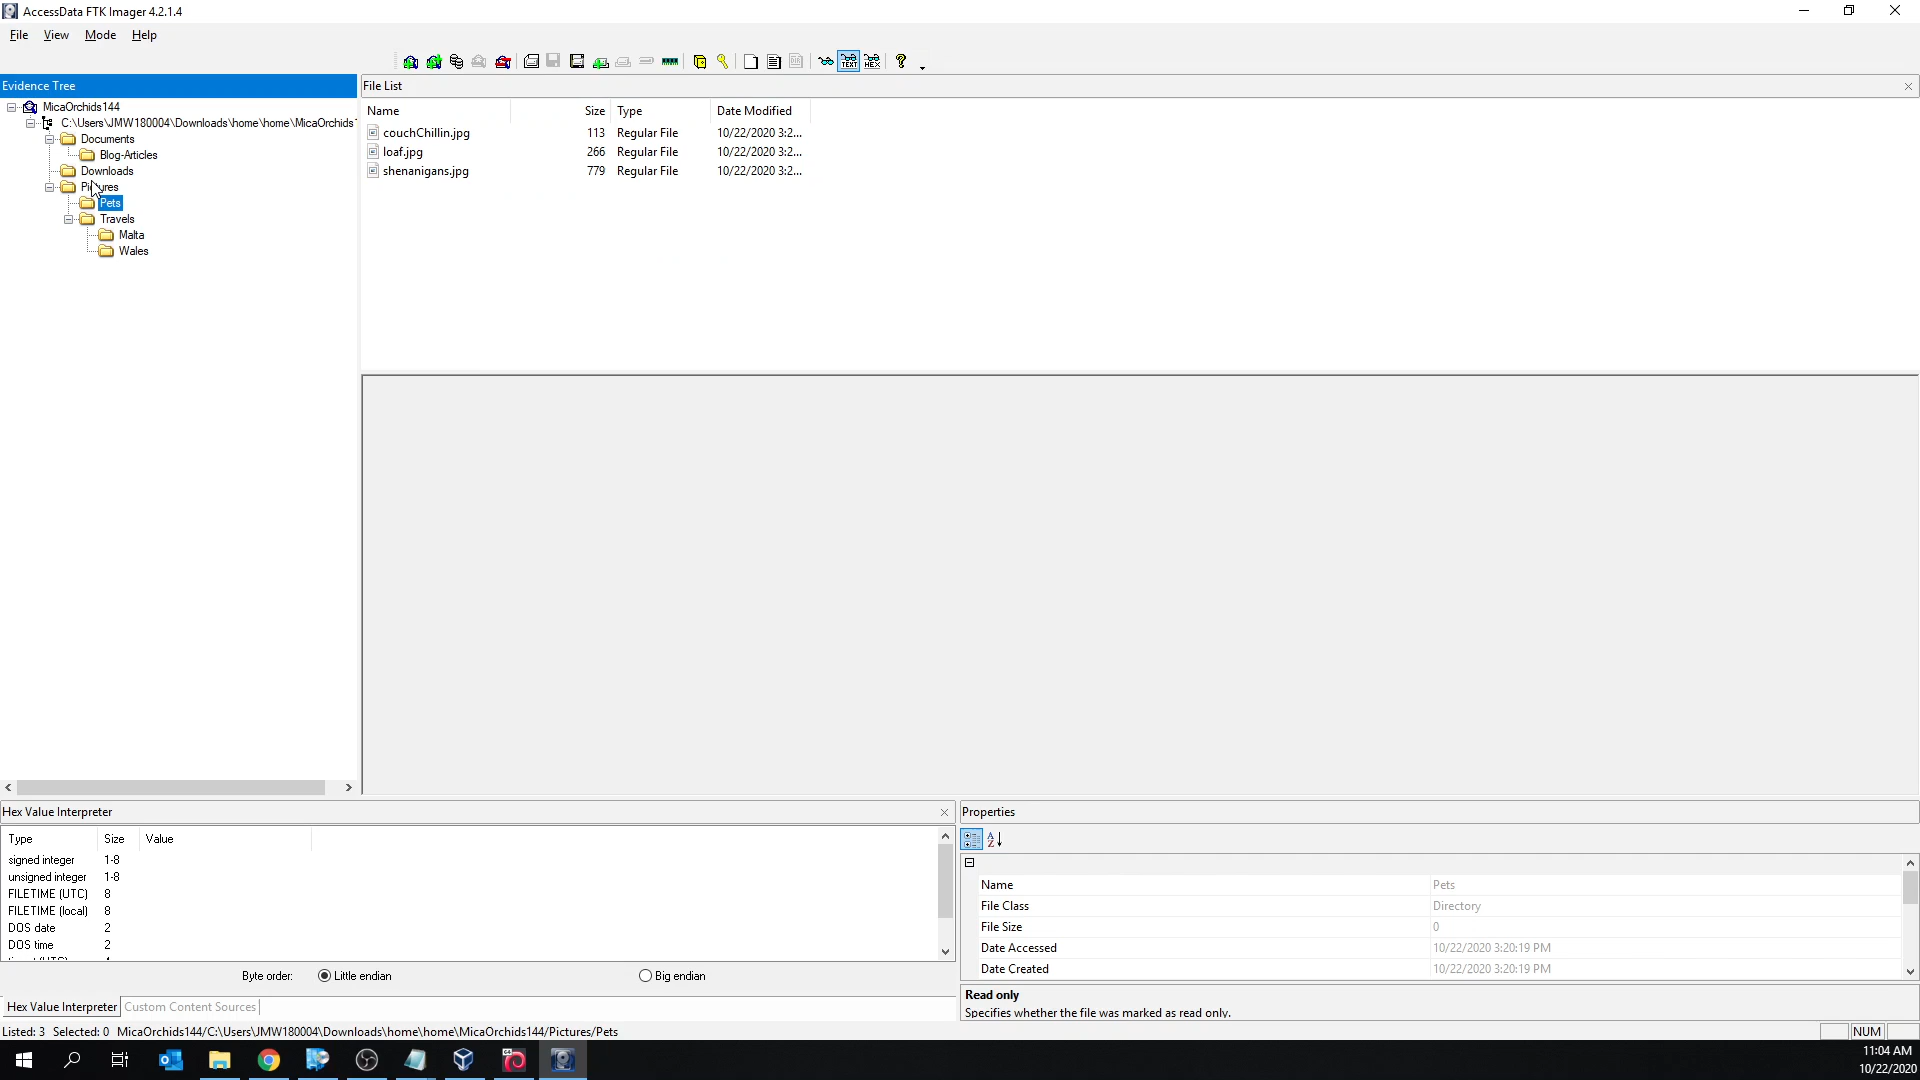 AccessData FTK Imager 4.2.1.4
File View Mode Help
TEXT HEX
Evidence Tree
MicaOrchids144
C:\Users\JMW180004\Downloads\home\home\MicaOrchids
Documents
Blog-Articles
Downloads
Pictures
Pets
Travels
Malta
Wales
File List
Name Size Type Date Modified
couchChillin.jpg 113 Regular File 10/22/2020 3:2...
loaf.jpg 266 Regular File 10/22/2020 3:2...
shenanigans.jpg 779 Regular File 10/22/2020 3:2...
Hex Value Interpreter
Type Size Value
signed integer 1-8
unsigned integer 1-8
FILETIME (UTC) 8
FILETIME (local) 8
DOS date 2
DOS time 2
Byte order: Little endian Big endian
Hex Value Interpreter Custom Content Sources
Properties
Name Pets
File Class Directory
File Size 0
Date Accessed 10/22/2020 3:20:19 PM
Date Created 10/22/2020 3:20:19 PM
Read only
Specifies whether the file was marked as read only.
Listed: 3 Selected: 0 MicaOrchids144/C:\Users\JMW180004\Downloads\home\home\MicaOrchids144/Pictures/Pets
NUM
11:04 AM
10/22/2020